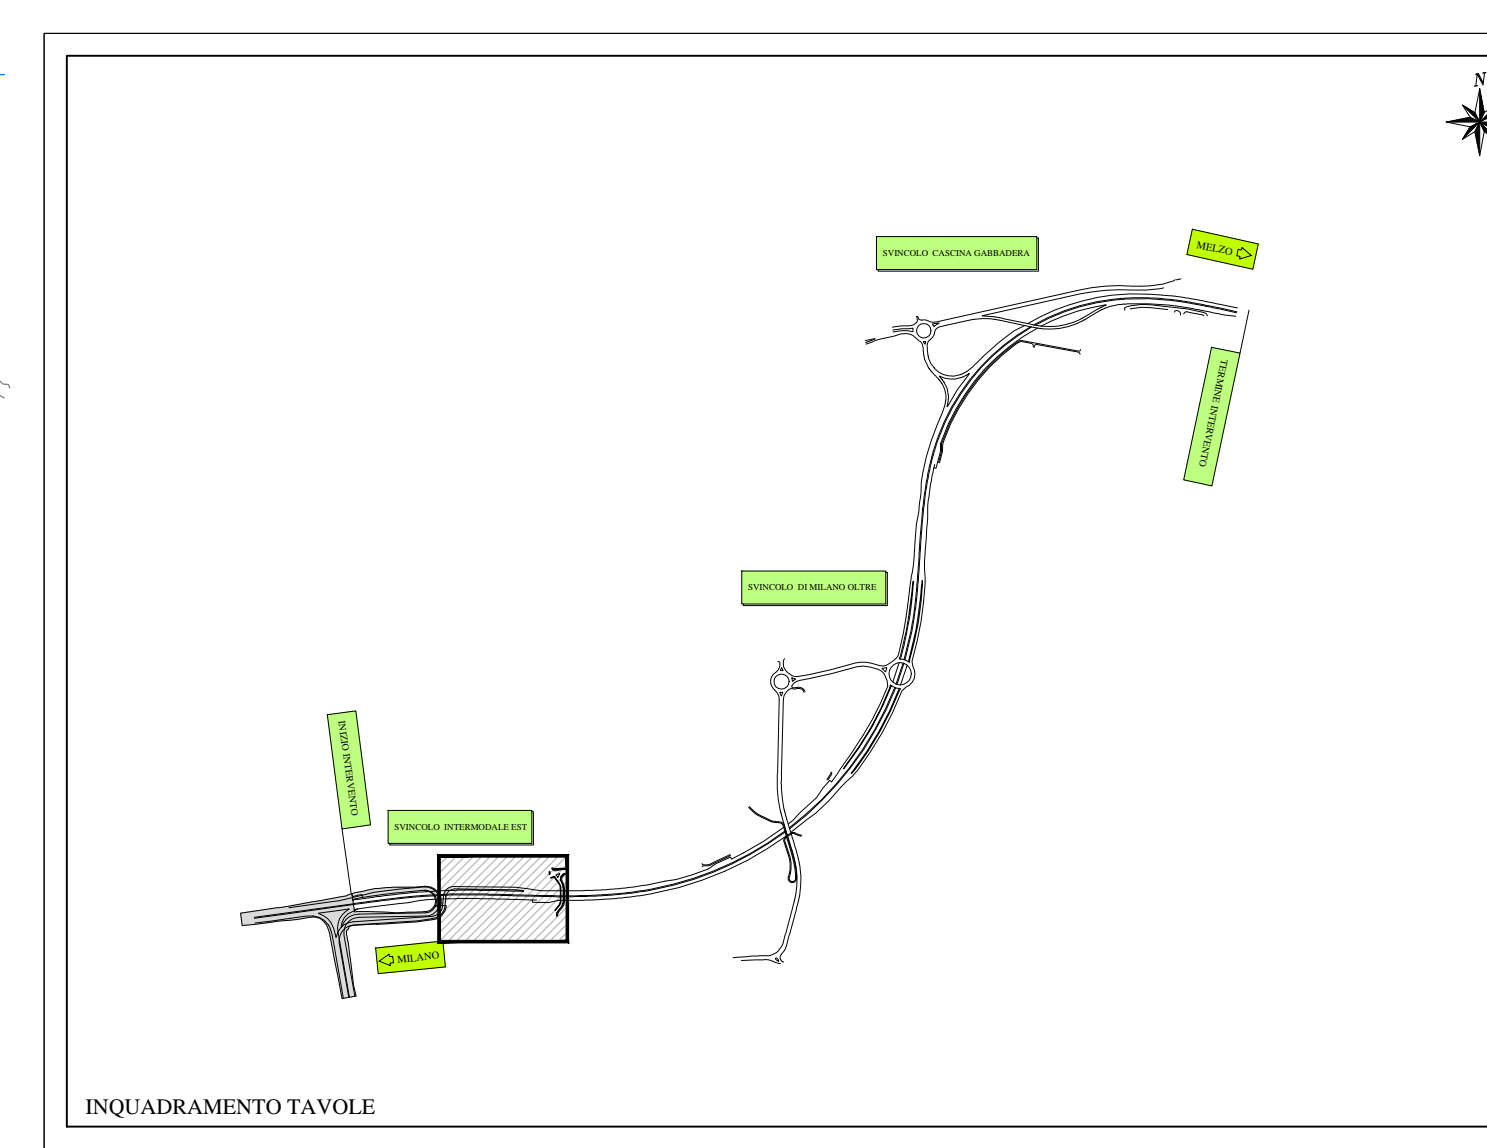 N
SVINCOLO CASCINA GABBADERA
MELZO
TERMINE INTERVENTO
SVINCOLO DI MILANO OLTRE
INIZIO INTERVENTO
SVINCOLO INTERMODALE EST
MILANO
INQUADRAMENTO TAVOLE